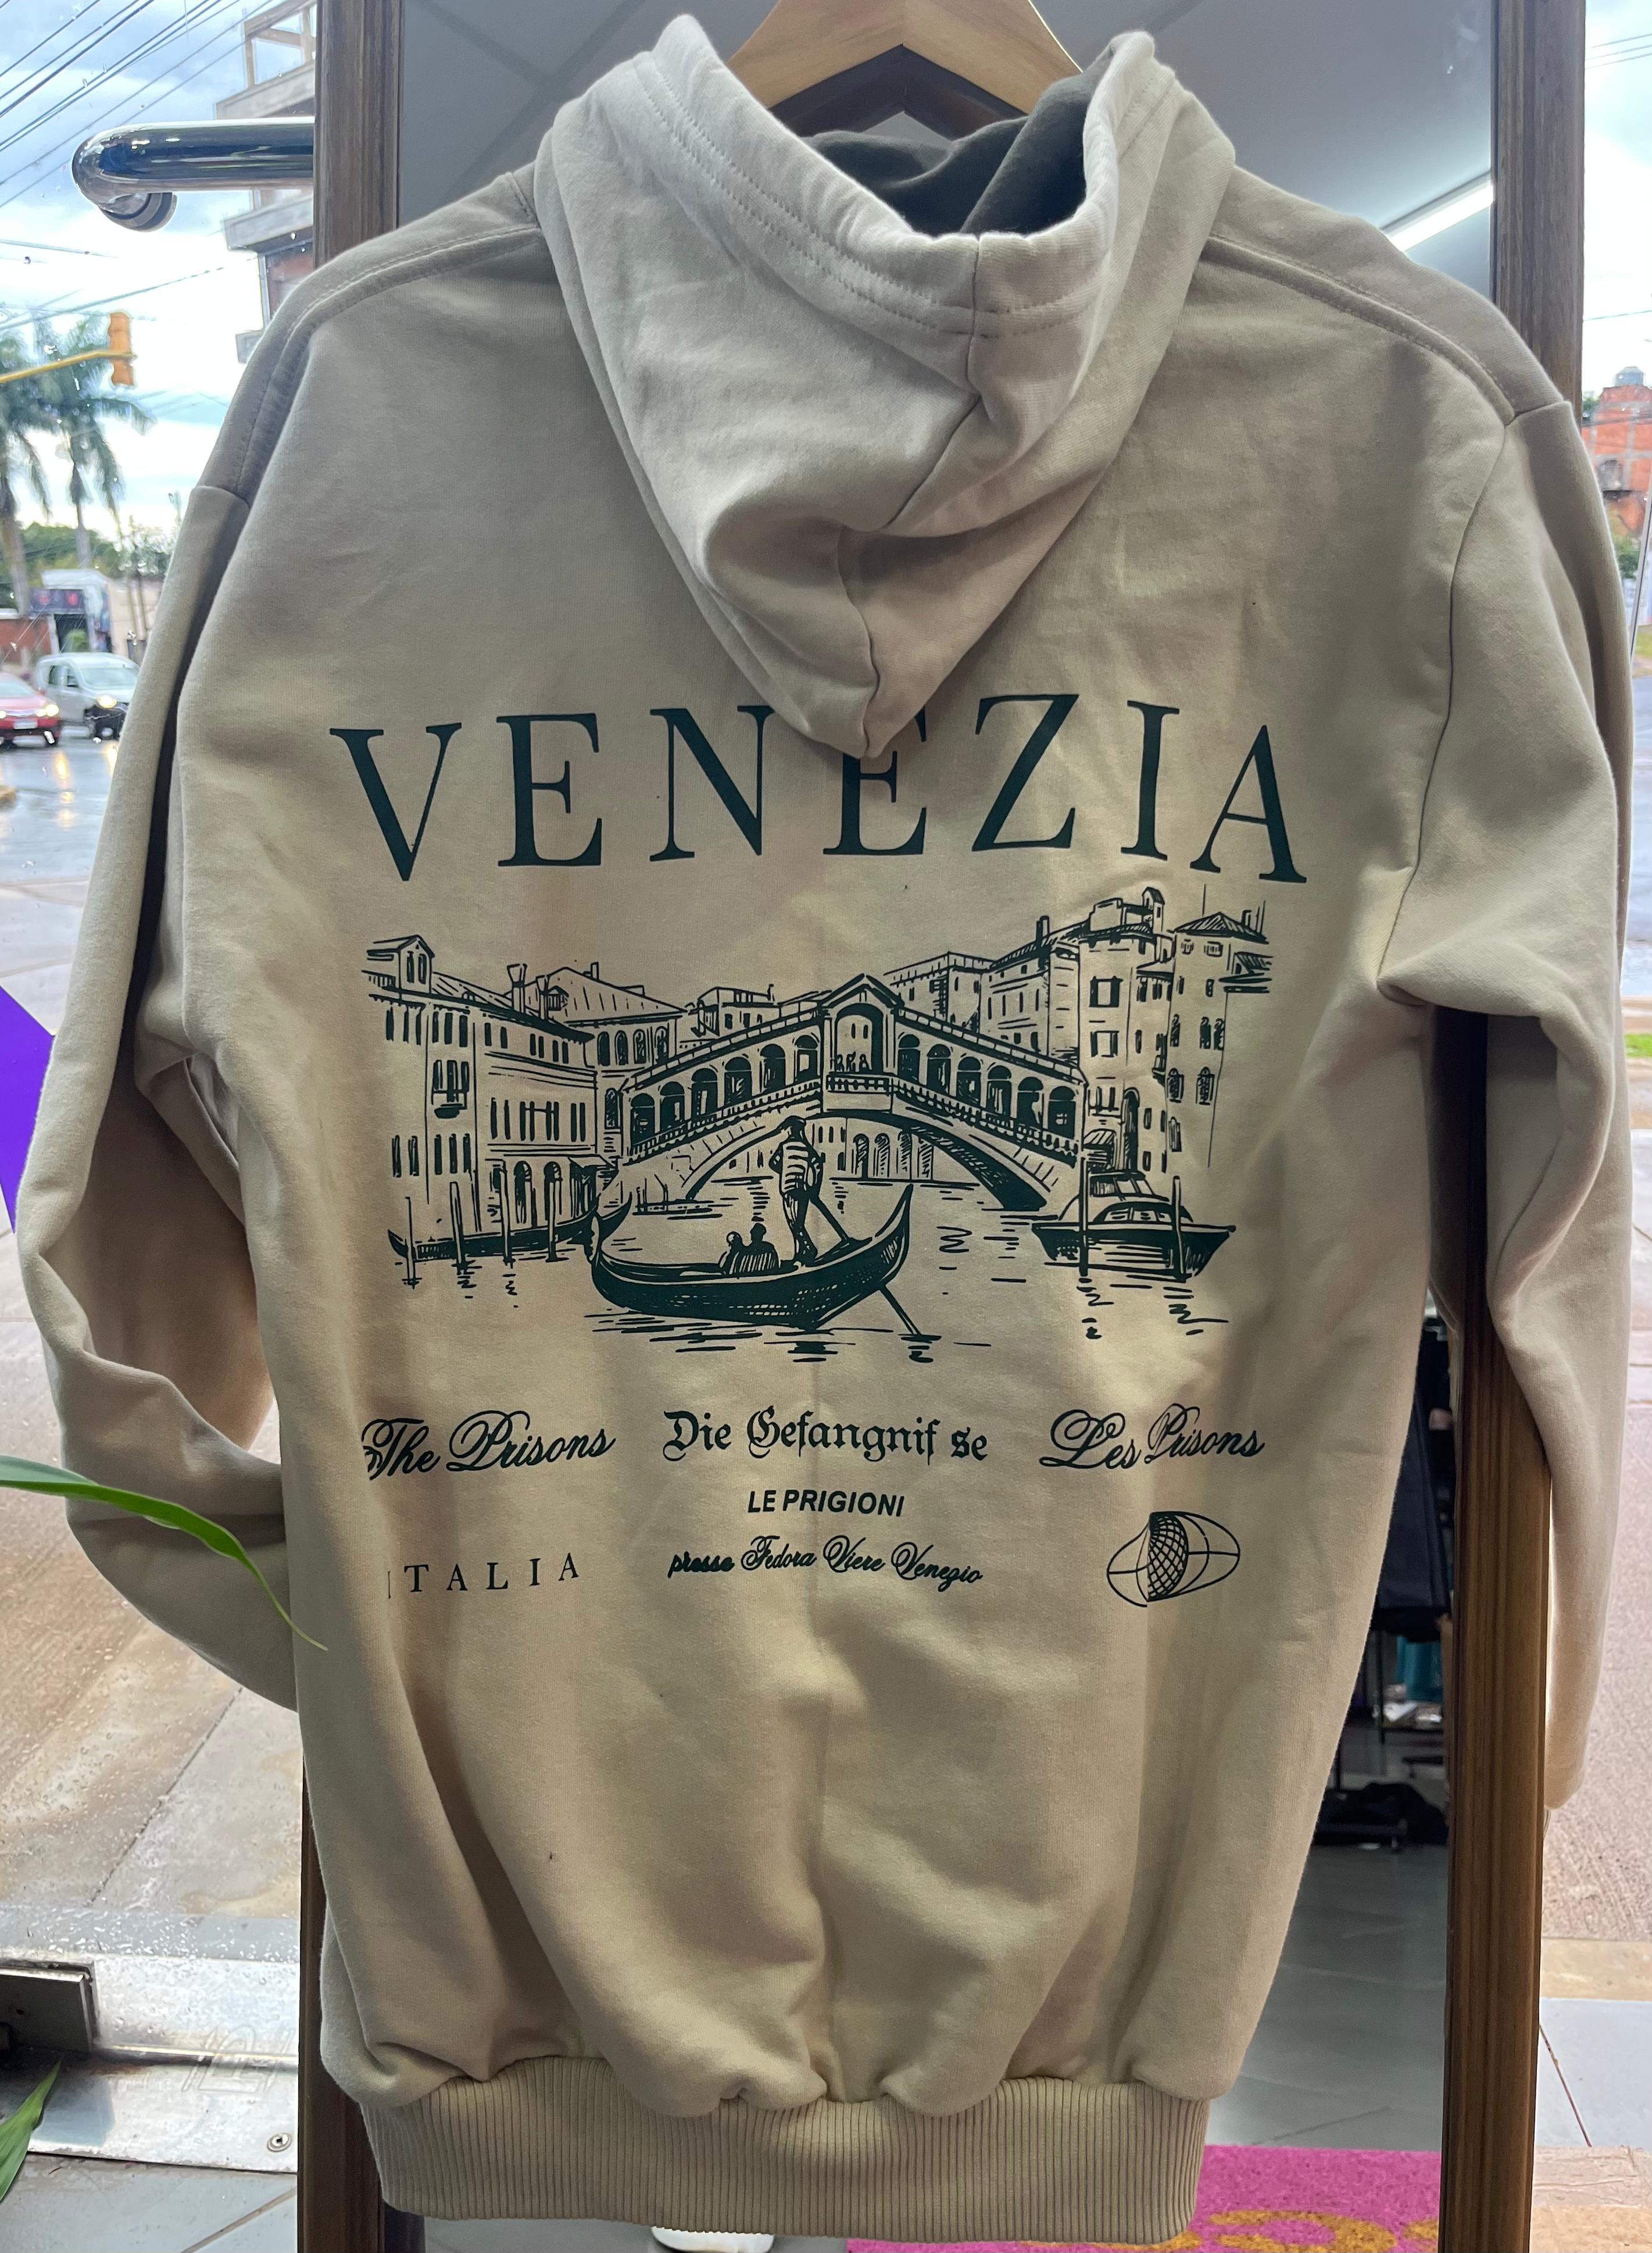 VENEZIA
The Prisons Die Gefangnif se Les Prisons
LE PRIGIONI
ITALIA presso Fedora Viere Venegio